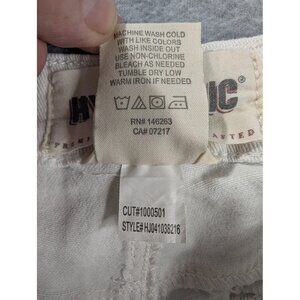 MACHINE WASH COLD
WITH LIKE COLORS
WASH INSIDE OUT
USE NON-CHLORINE
BLEACH AS NEEDED
TUMBLE DRY LOW
WARM IRON IF NEEDED
RN# 146263
CA# 07217
CUT#1000501
STYLE#HJ041036216